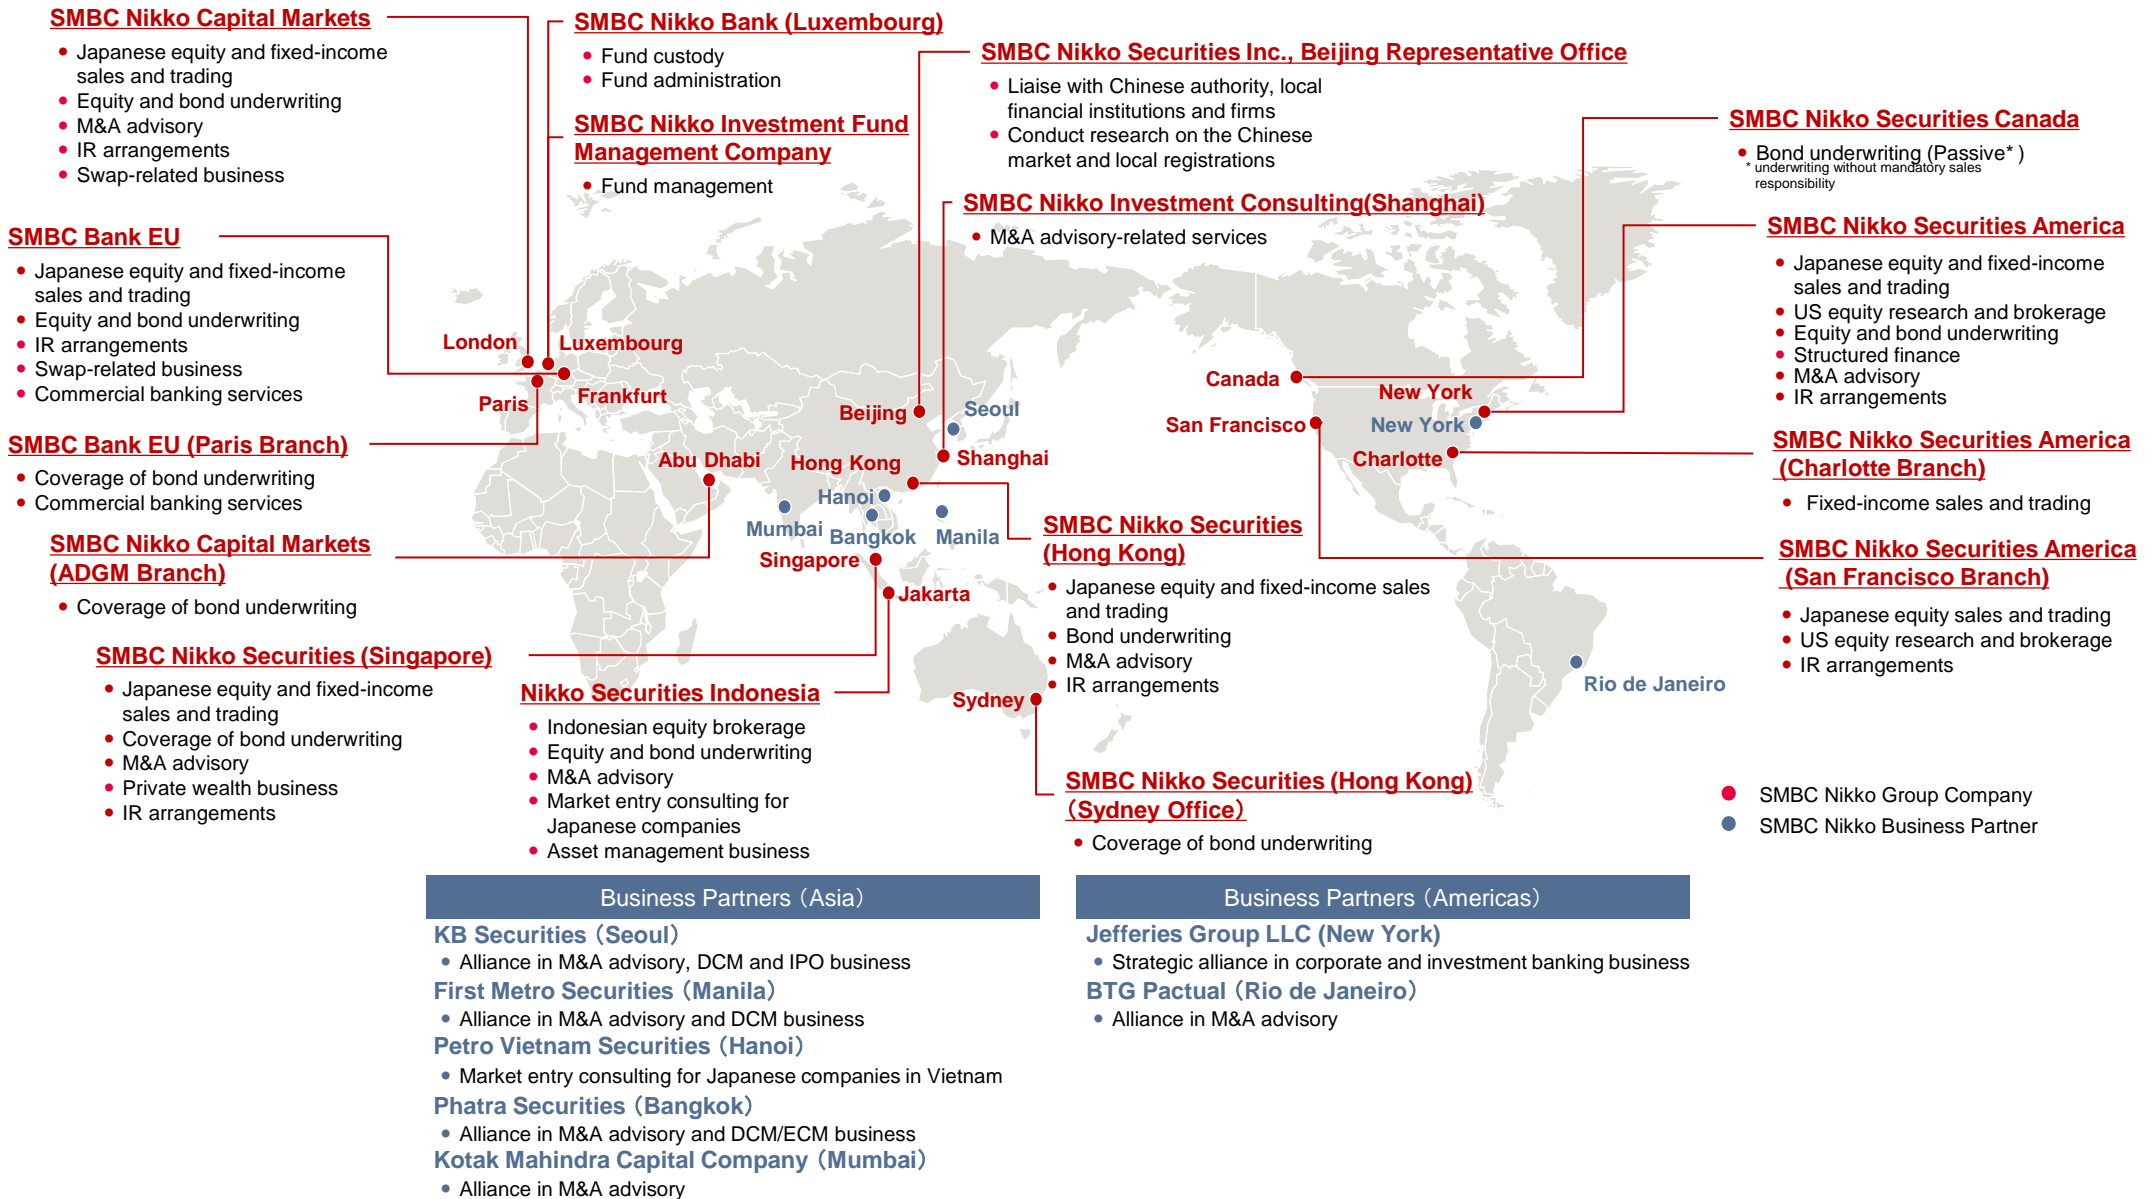 SMBC Nikko Capital Markets
• Japanese equity and fixed-income
sales and trading
• Equity and bond underwriting
• M&A advisory
• IR arrangements
• Swap-related business
SMBC Bank EU
• Japanese equity and fixed-income
sales and trading
• Equity and bond underwriting
• IR arrangements
• Swap-related business
• Commercial banking services
SMBC Bank EU (Paris Branch)
• Coverage of bond underwriting
• Commercial banking services
SMBC Nikko Capital Markets
(ADGM Branch)
• Coverage of bond underwriting
SMBC Nikko Securities (Singapore)
• Japanese equity and fixed-income
sales and trading
• Coverage of bond underwriting
• M&A advisory
• Private wealth business
• IR arrangements
SMBC Nikko Bank (Luxembourg)
• Fund custody
• Fund administration
SMBC Nikko Investment Fund
Management Company
• Fund management
SMBC Nikko Securities Inc., Beijing Representative Office
• Liaise with Chinese authority, local
financial institutions and firms
• Conduct research on the Chinese
market and local registrations
SMBC Nikko Investment Consulting(Shanghai)
• M&A advisory-related services
London
Luxembourg
Paris
Frankfurt
Beijing
Seoul
Abu Dhabi
Hong Kong
Shanghai
Hanoi
Mumbai
Bangkok
Manila
Singapore
Jakarta
Sydney
Canada
New York
San Francisco
New York
Charlotte
Rio de Janeiro
Nikko Securities Indonesia
• Indonesian equity brokerage
• Equity and bond underwriting
• M&A advisory
• Market entry consulting for
Japanese companies
• Asset management business
SMBC Nikko Securities
(Hong Kong)
• Japanese equity and fixed-income sales
and trading
• Bond underwriting
• M&A advisory
• IR arrangements
SMBC Nikko Securities (Hong Kong)
（Sydney Office）
• Coverage of bond underwriting
SMBC Nikko Securities Canada
• Bond underwriting (Passive* )
* underwriting without mandatory sales
responsibility
SMBC Nikko Securities America
• Japanese equity and fixed-income
sales and trading
• US equity research and brokerage
• Equity and bond underwriting
• Structured finance
• M&A advisory
• IR arrangements
SMBC Nikko Securities America
(Charlotte Branch)
• Fixed-income sales and trading
SMBC Nikko Securities America
(San Francisco Branch)
• Japanese equity sales and trading
• US equity research and brokerage
• IR arrangements
SMBC Nikko Group Company
SMBC Nikko Business Partner
Business Partners（Asia）
KB Securities（Seoul）
• Alliance in M&A advisory, DCM and IPO business
First Metro Securities（Manila）
• Alliance in M&A advisory and DCM business
Petro Vietnam Securities（Hanoi）
• Market entry consulting for Japanese companies in Vietnam
Phatra Securities（Bangkok）
• Alliance in M&A advisory and DCM/ECM business
Kotak Mahindra Capital Company（Mumbai）
• Alliance in M&A advisory
Business Partners（Americas）
Jefferies Group LLC (New York)
• Strategic alliance in corporate and investment banking business
BTG Pactual（Rio de Janeiro）
• Alliance in M&A advisory